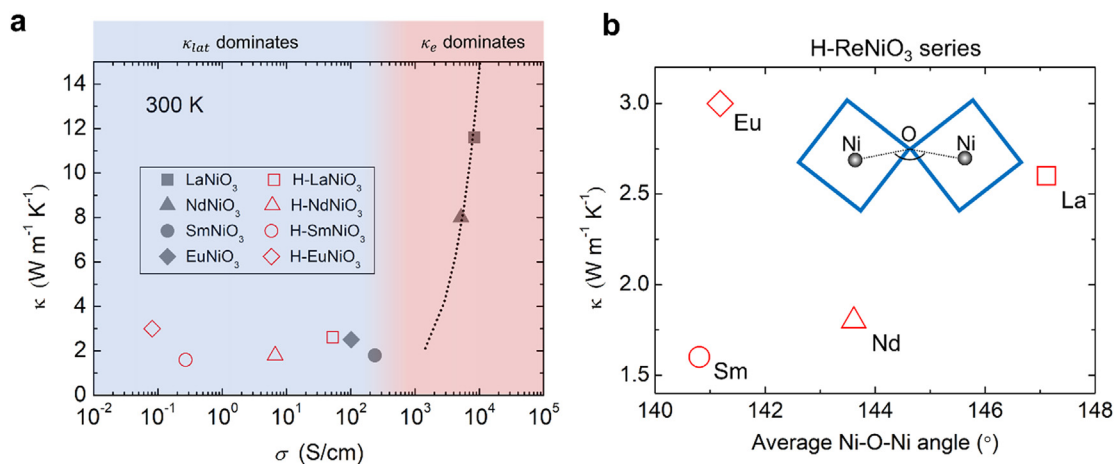 a
κlat dominates κe dominates
300 K
LaNiO3 H-LaNiO3
NdNiO3 H-NdNiO3
SmNiO3 H-SmNiO3
EuNiO3 H-EuNiO3
κ (W m-1 K-1)
14
12
10
8
6
4
2
0
10-2 10-1 100 101 102 103 104 105
σ (S/cm)
b
H-ReNiO3 series
κ (W m-1 K-1)
3.0
2.5
2.0
1.5
Eu
O
Ni Ni
La
Nd
Sm
140 142 144 146 148
Average Ni-O-Ni angle (°)